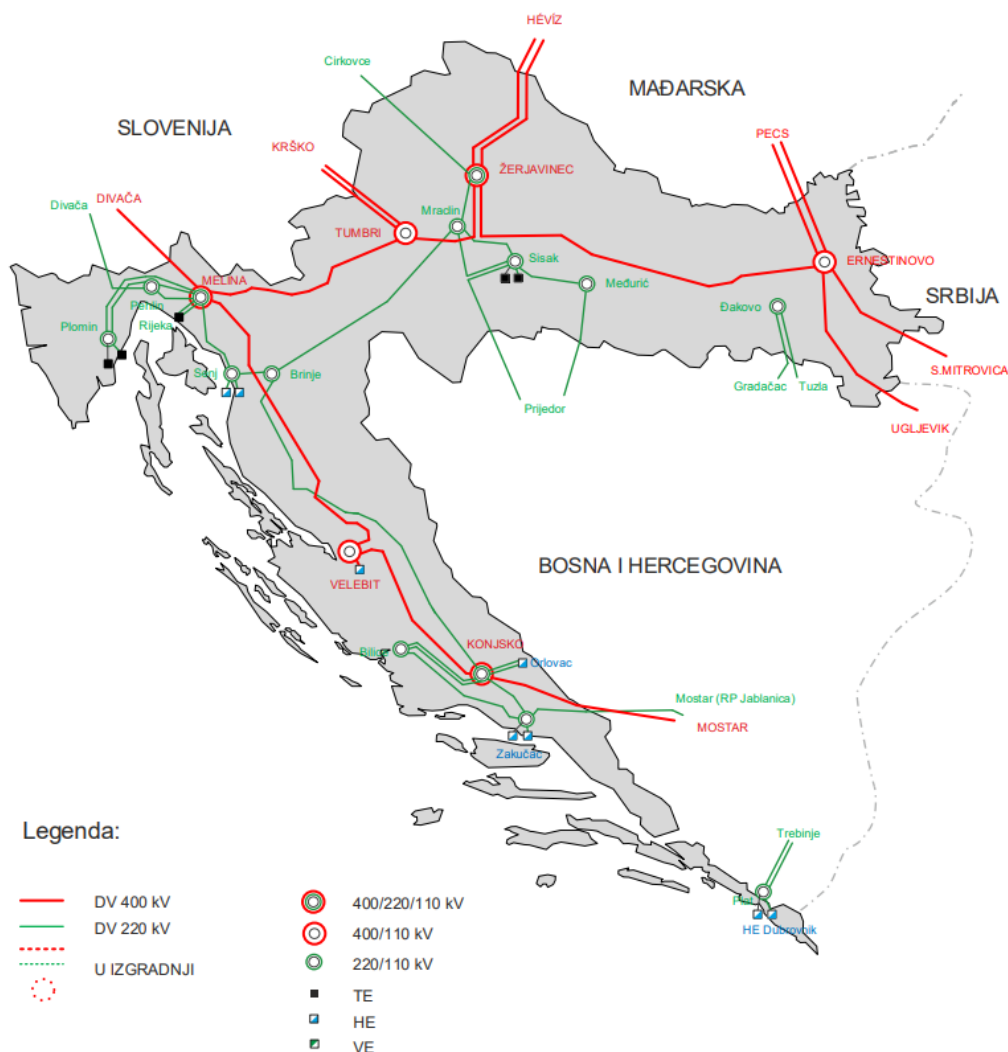 HÉVÍZ
Cirkovce
MAĐARSKA
SLOVENIJA
PECS
KRŠKO
ŽERJAVINEC
DIVAČA
Divača
Mraclin
TUMBRI
Sisak
ERNESTINOVO
MELINA
Međurić
SRBIJA
Pehlin
Rijeka
Plomin
Đakovo
Senj
Brinje
Gradačac
Tuzla
S.MITROVICA
Prijedor
UGLJEVIK
BOSNA I HERCEGOVINA
VELEBIT
KONJSKO
Bilice
Orlovac
Mostar (RP Jablanica)
MOSTAR
Zakučac
Legenda:
Trebinje
Plat
HE Dubrovnik
DV 400 kV
DV 220 kV
U IZGRADNJI
400/220/110 kV
400/110 kV
220/110 kV
TE
HE
VE